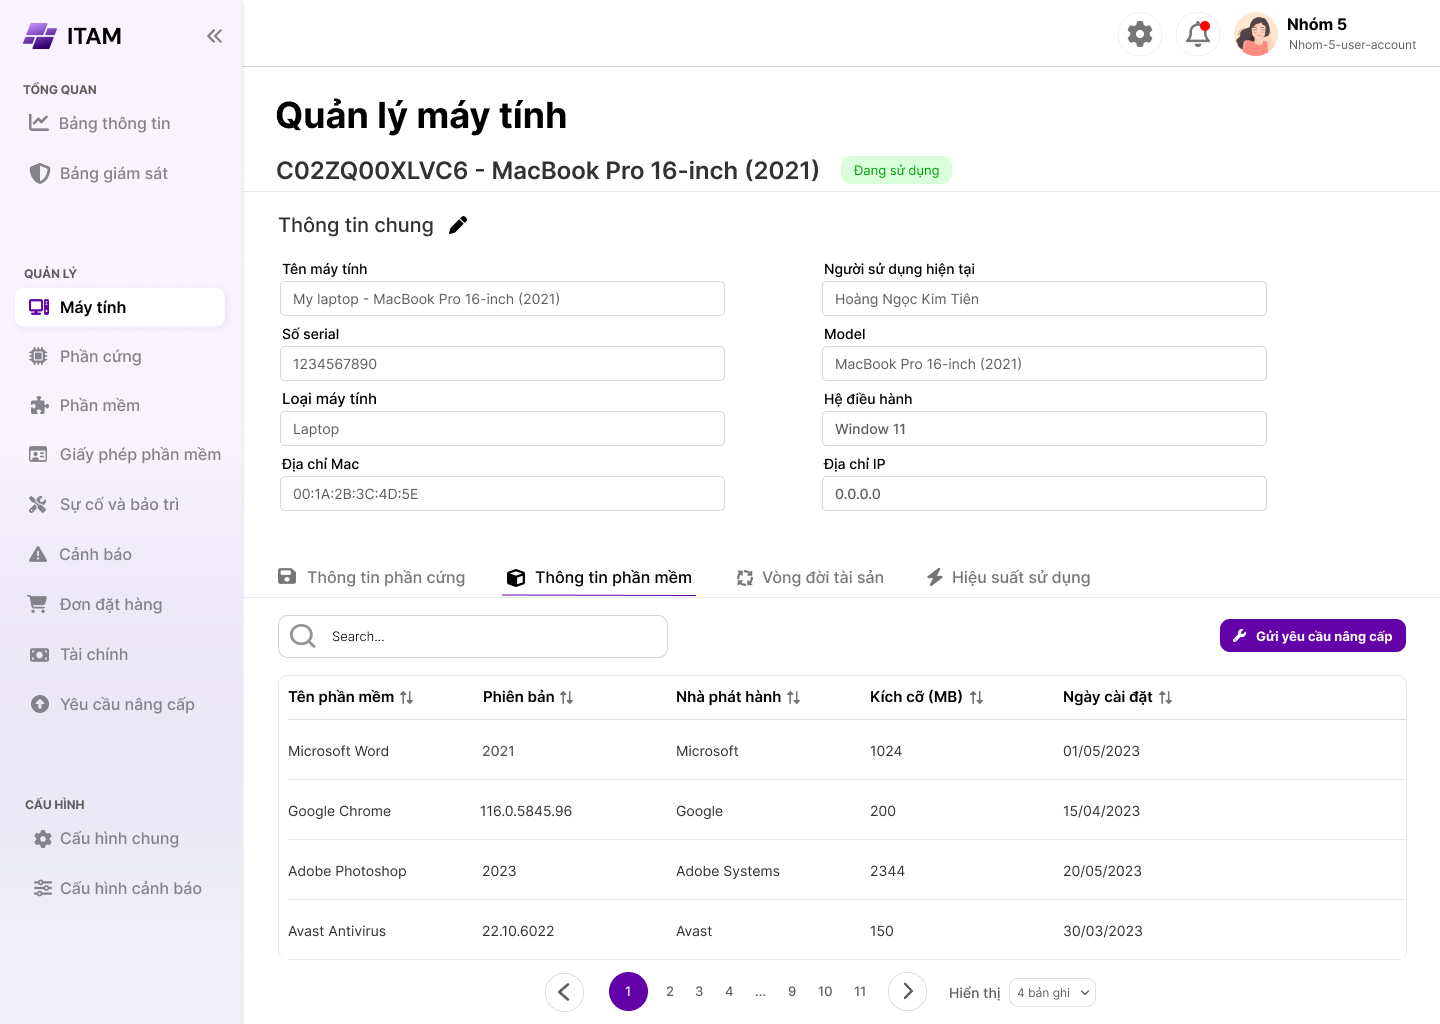 ITAM
Nhóm 5
Nhom-5-user-account
TỔNG QUAN
Bảng thông tin
Bảng giám sát
QUẢN LÝ
Máy tính
Phần cứng
Phần mềm
Giấy phép phần mềm
Sự cố và bảo trì
Cảnh báo
Đơn đặt hàng
Tài chính
Yêu cầu nâng cấp
CẤU HÌNH
Cấu hình chung
Cấu hình cảnh báo
Quản lý máy tính
C02ZQ00XLVC6 - MacBook Pro 16-inch (2021) Đang sử dụng
Thông tin chung
Tên máy tính Người sử dụng hiện tại
My laptop - MacBook Pro 16-inch (2021) Hoàng Ngọc Kim Tiên
Số serial Model
1234567890 MacBook Pro 16-inch (2021)
Loại máy tính Hệ điều hành
Laptop Window 11
Địa chỉ Mac Địa chỉ IP
00:1A:2B:3C:4D:5E 0.0.0.0
Thông tin phần cứng Thông tin phần mềm Vòng đời tài sản Hiệu suất sử dụng
Search... Gửi yêu cầu nâng cấp
Tên phần mềm Phiên bản Nhà phát hành Kích cỡ (MB) Ngày cài đặt
Microsoft Word 2021 Microsoft 1024 01/05/2023
Google Chrome 116.0.5845.96 Google 200 15/04/2023
Adobe Photoshop 2023 Adobe Systems 2344 20/05/2023
Avast Antivirus 22.10.6022 Avast 150 30/03/2023
1 2 3 4 ... 9 10 11 Hiển thị 4 bản ghi